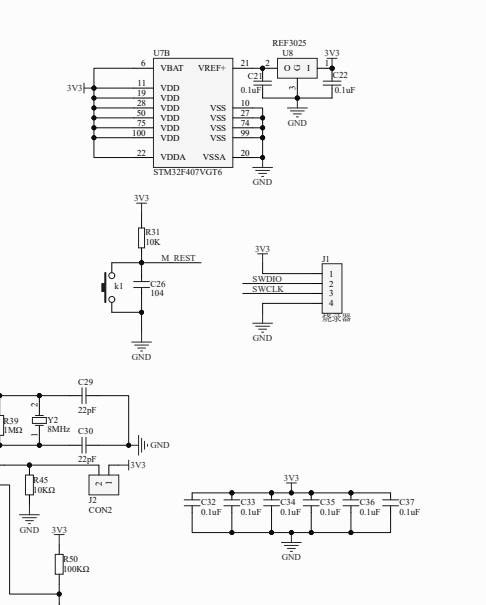 REF3025
U7B
U8
3V3
6
VBAT
VREF+
21
2
O
G
I
1
C21
0.1uF
3
C22
0.1uF
3V3
11
VDD
19
VDD
28
VDD
50
VDD
75
VDD
100
VDD
22
VDDA
VSS
10
VSS
27
VSS
74
VSS
99
VSSA
20
GND
STM32F407VGT6
GND
3V3
R31
10K
M_REST
k1
C26
104
GND
3V3
J1
1
SWDIO
2
SWCLK
3
4
烧录器
GND
C29
22pF
R39
1MΩ
2
Y2
8MHz
1
C30
22pF
GND
3V3
R45
10KΩ
2
1
J2
CON2
GND
3V3
R50
100KΩ
3V3
C32
0.1uF
C33
0.1uF
C34
0.1uF
C35
0.1uF
C36
0.1uF
C37
0.1uF
GND